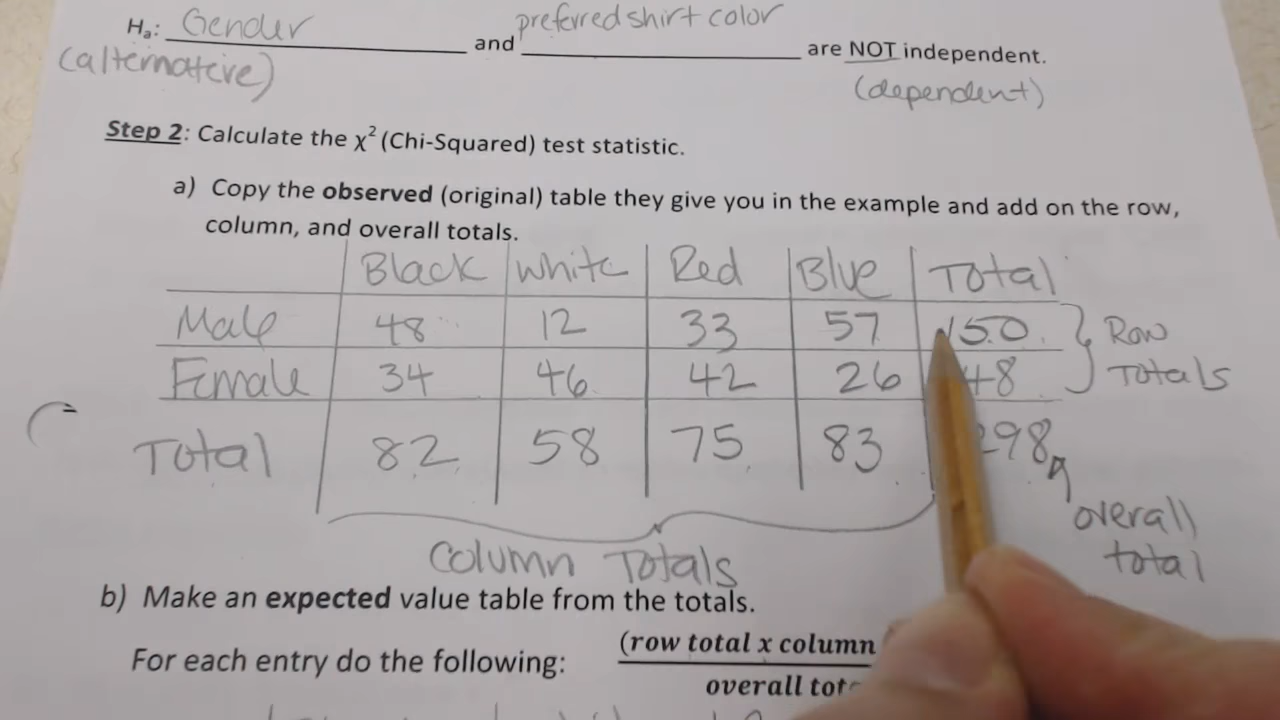 preferred shirt color
Hₐ: Gender and are NOT independent.
(alternative) (dependent)
Step 2: Calculate the χ² (Chi-Squared) test statistic.
a) Copy the observed (original) table they give you in the example and add on the row,
column, and overall totals.
Black White Red Blue Total
Male 48 12 33 57 150 Row
Female 34 46 42 26 48 Totals
Total 82 58 75 83 298
overall
Column Totals total
b) Make an expected value table from the totals.
For each entry do the following: (row total x column
overall